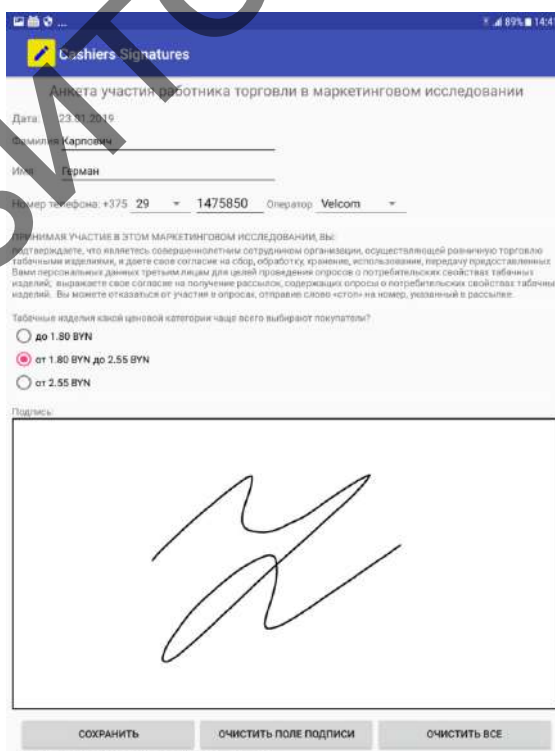 89% 14:41
Cashiers Signatures
Анкета участия работника торговли в маркетинговом исследовании
Дата: 23.01.2019
Фамилия Карпович
Имя Герман
Номер телефона: +375 29 1475850 Оператор Velcom
ПРИНИМАЯ УЧАСТИЕ В ЭТОМ МАРКЕТИНГОВОМ ИССЛЕДОВАНИИ, ВЫ:
подтверждаете, что являетесь совершеннолетним сотрудником организации, осуществляющей розничную торговлю
табачными изделиями, и даете свое согласие на сбор, обработку, хранение, использование, передачу предоставленных
Вами персональных данных третьим лицам для целей проведения опросов о потребительских свойствах табачных
изделий; выражаете свое согласие на получение рассылок, содержащих опросы о потребительских свойствах табачных
изделий. Вы можете отказаться от участия в опросах, отправив слово «стоп» на номер, указанный в рассылке.
Табачные изделия какой ценовой категории чаще всего выбирают покупатели?
до 1.80 BYN
от 1.80 BYN до 2.55 BYN
от 2.55 BYN
Подпись:
СОХРАНИТЬ ОЧИСТИТЬ ПОЛЕ ПОДПИСИ ОЧИСТИТЬ ВСЕ